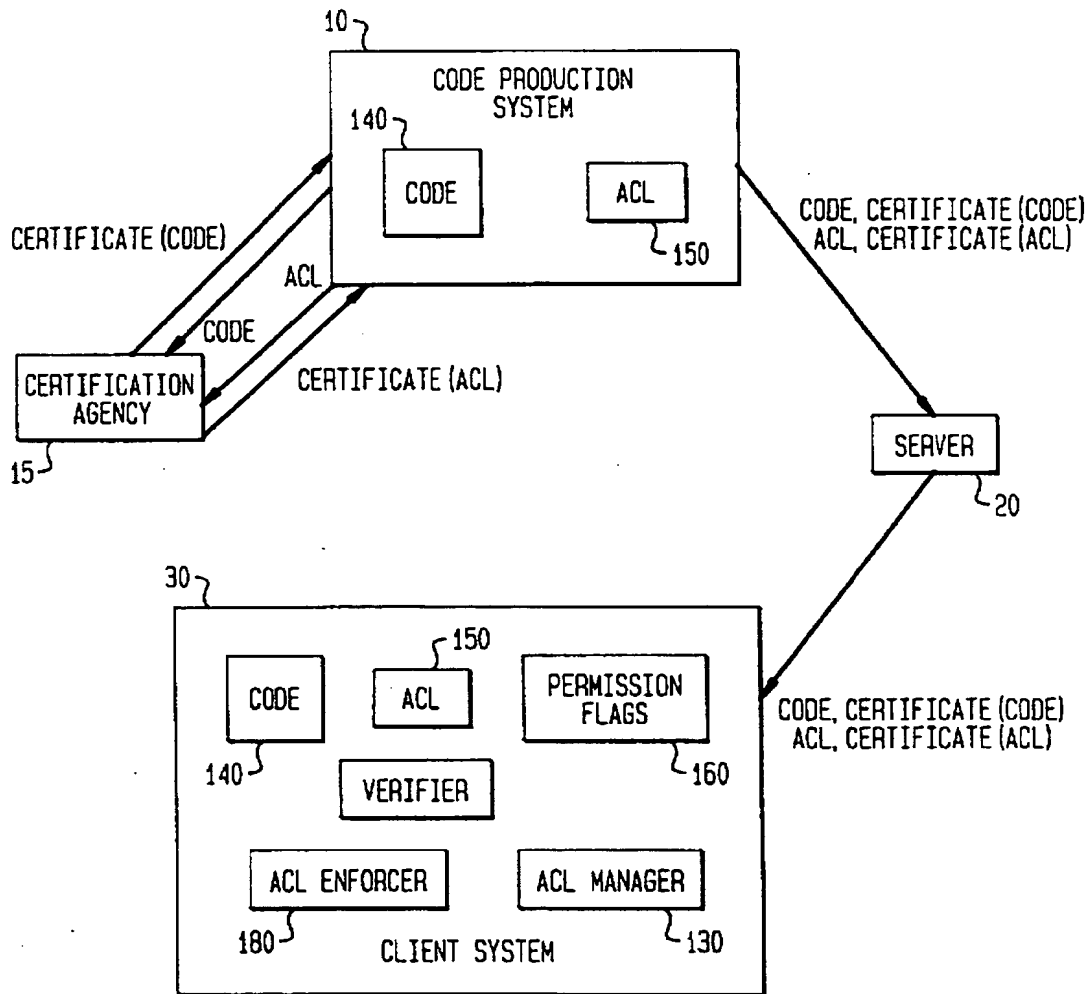 10
CODE PRODUCTION
SYSTEM
140
CODE
ACL
150
CERTIFICATE (CODE)
CODE, CERTIFICATE (CODE)
ACL, CERTIFICATE (ACL)
ACL
CODE
CERTIFICATE (ACL)
CERTIFICATION
AGENCY
15
SERVER
20
30
150
CODE
ACL
PERMISSION
FLAGS
140
160
CODE, CERTIFICATE (CODE)
ACL, CERTIFICATE (ACL)
VERIFIER
ACL ENFORCER
ACL MANAGER
180
CLIENT SYSTEM
130